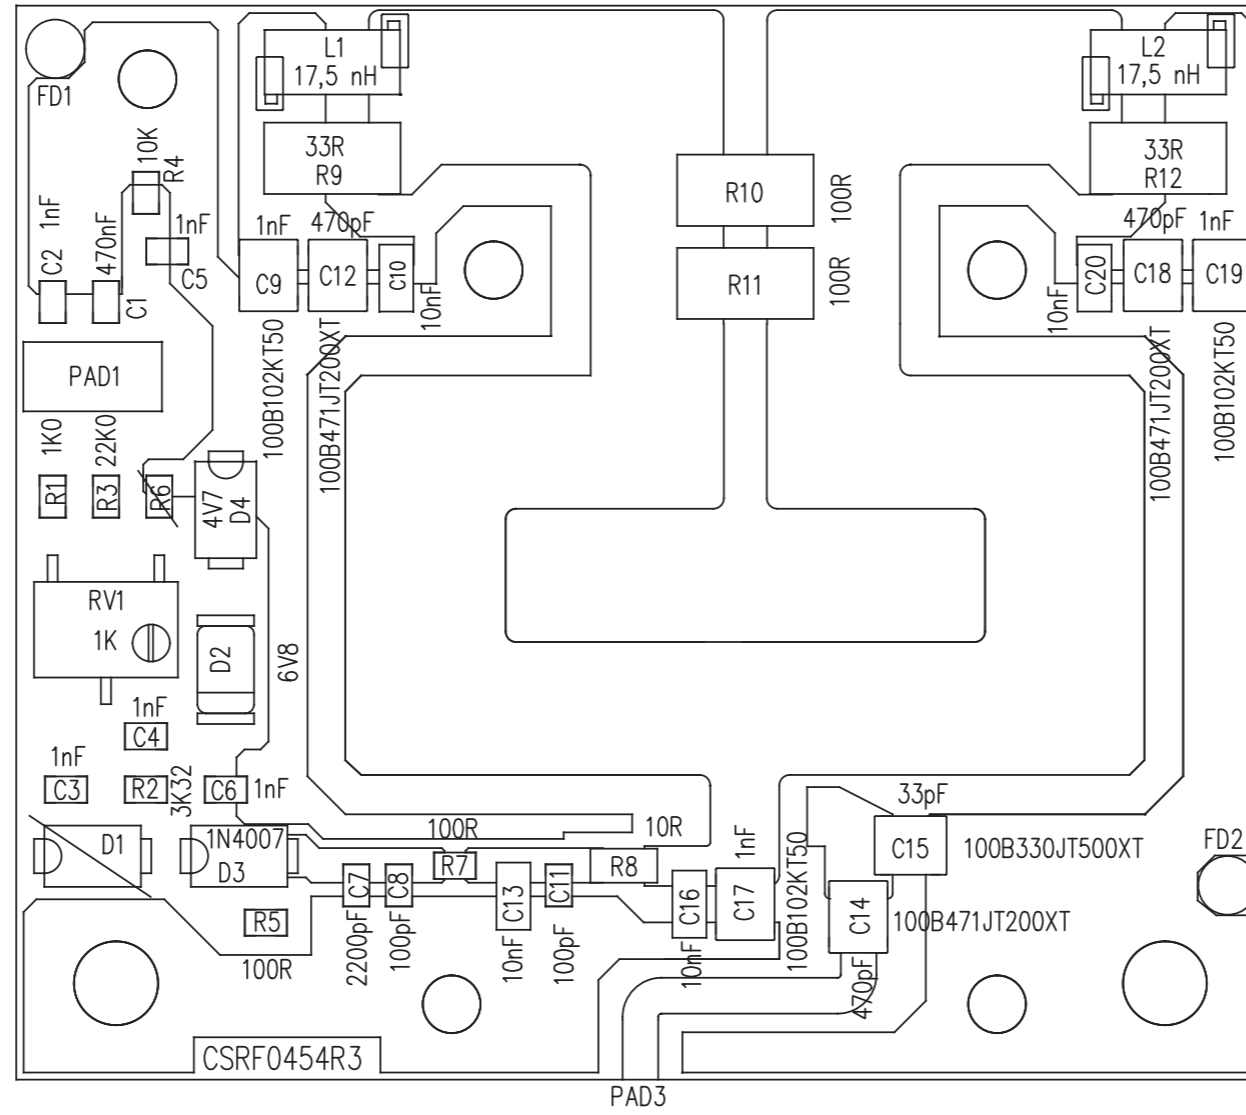 L1
17,5 nH
L2
17,5 nH
FD1
10K
R4
33R
R9
33R
R12
R10
100R
1nF
C2
470nF
C1
1nF
C5
1nF
C9
470pF
C12
C10
10nF
R11
100R
10nF
C20
470pF
C18
1nF
C19
100B102KT50
100B471JT200XT
100B471JT200XT
100B102KT50
PAD1
1K0
22K0
R1
R3
R6
4V7
D4
RV1
1K
D2
6V8
1nF
C4
1nF
C3
R2
3K32
C6
1nF
D1
1N4007
D3
100R
R7
10R
R8
1nF
C17
100B102KT50
33pF
C15
100B330JT500XT
FD2
C7
2200pF
C8
100pF
C13
10nF
C11
100pF
C16
10nF
C14
100B471JT200XT
470pF
R5
100R
CSRF0454R3
PAD3